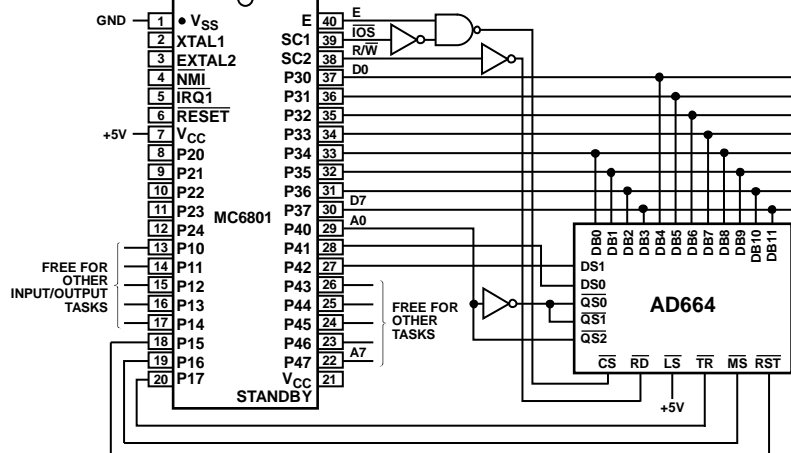 GND 1 • VSS E 40 E
2 XTAL1 SC1 39 IOS
3 EXTAL2 SC2 38 R/W
4 NMI P30 37 D0
5 IRQ1 P31 36
6 RESET P32 35
+5V 7 VCC P33 34
8 P20 P34 33
9 P21 P35 32
10 P22 P36 31
11 P23 P37 30 D7
12 P24 P40 29 A0
MC6801
13 P10 P41 28
14 P11 P42 27
15 P12 P43 26
16 P13 P44 25
17 P14 P45 24
18 P15 P46 23
19 P16 P47 22 A7
20 P17 VCC 21
STANDBY
FREE FOR
OTHER
INPUT/OUTPUT
TASKS
FREE FOR
OTHER
TASKS
DB0 DB1 DB2 DB3 DB4 DB5 DB6 DB7 DB8 DB9 DB10 DB11
DS1
DS0
QS0
QS1
QS2
AD664
CS RD LS TR MS RST
+5V